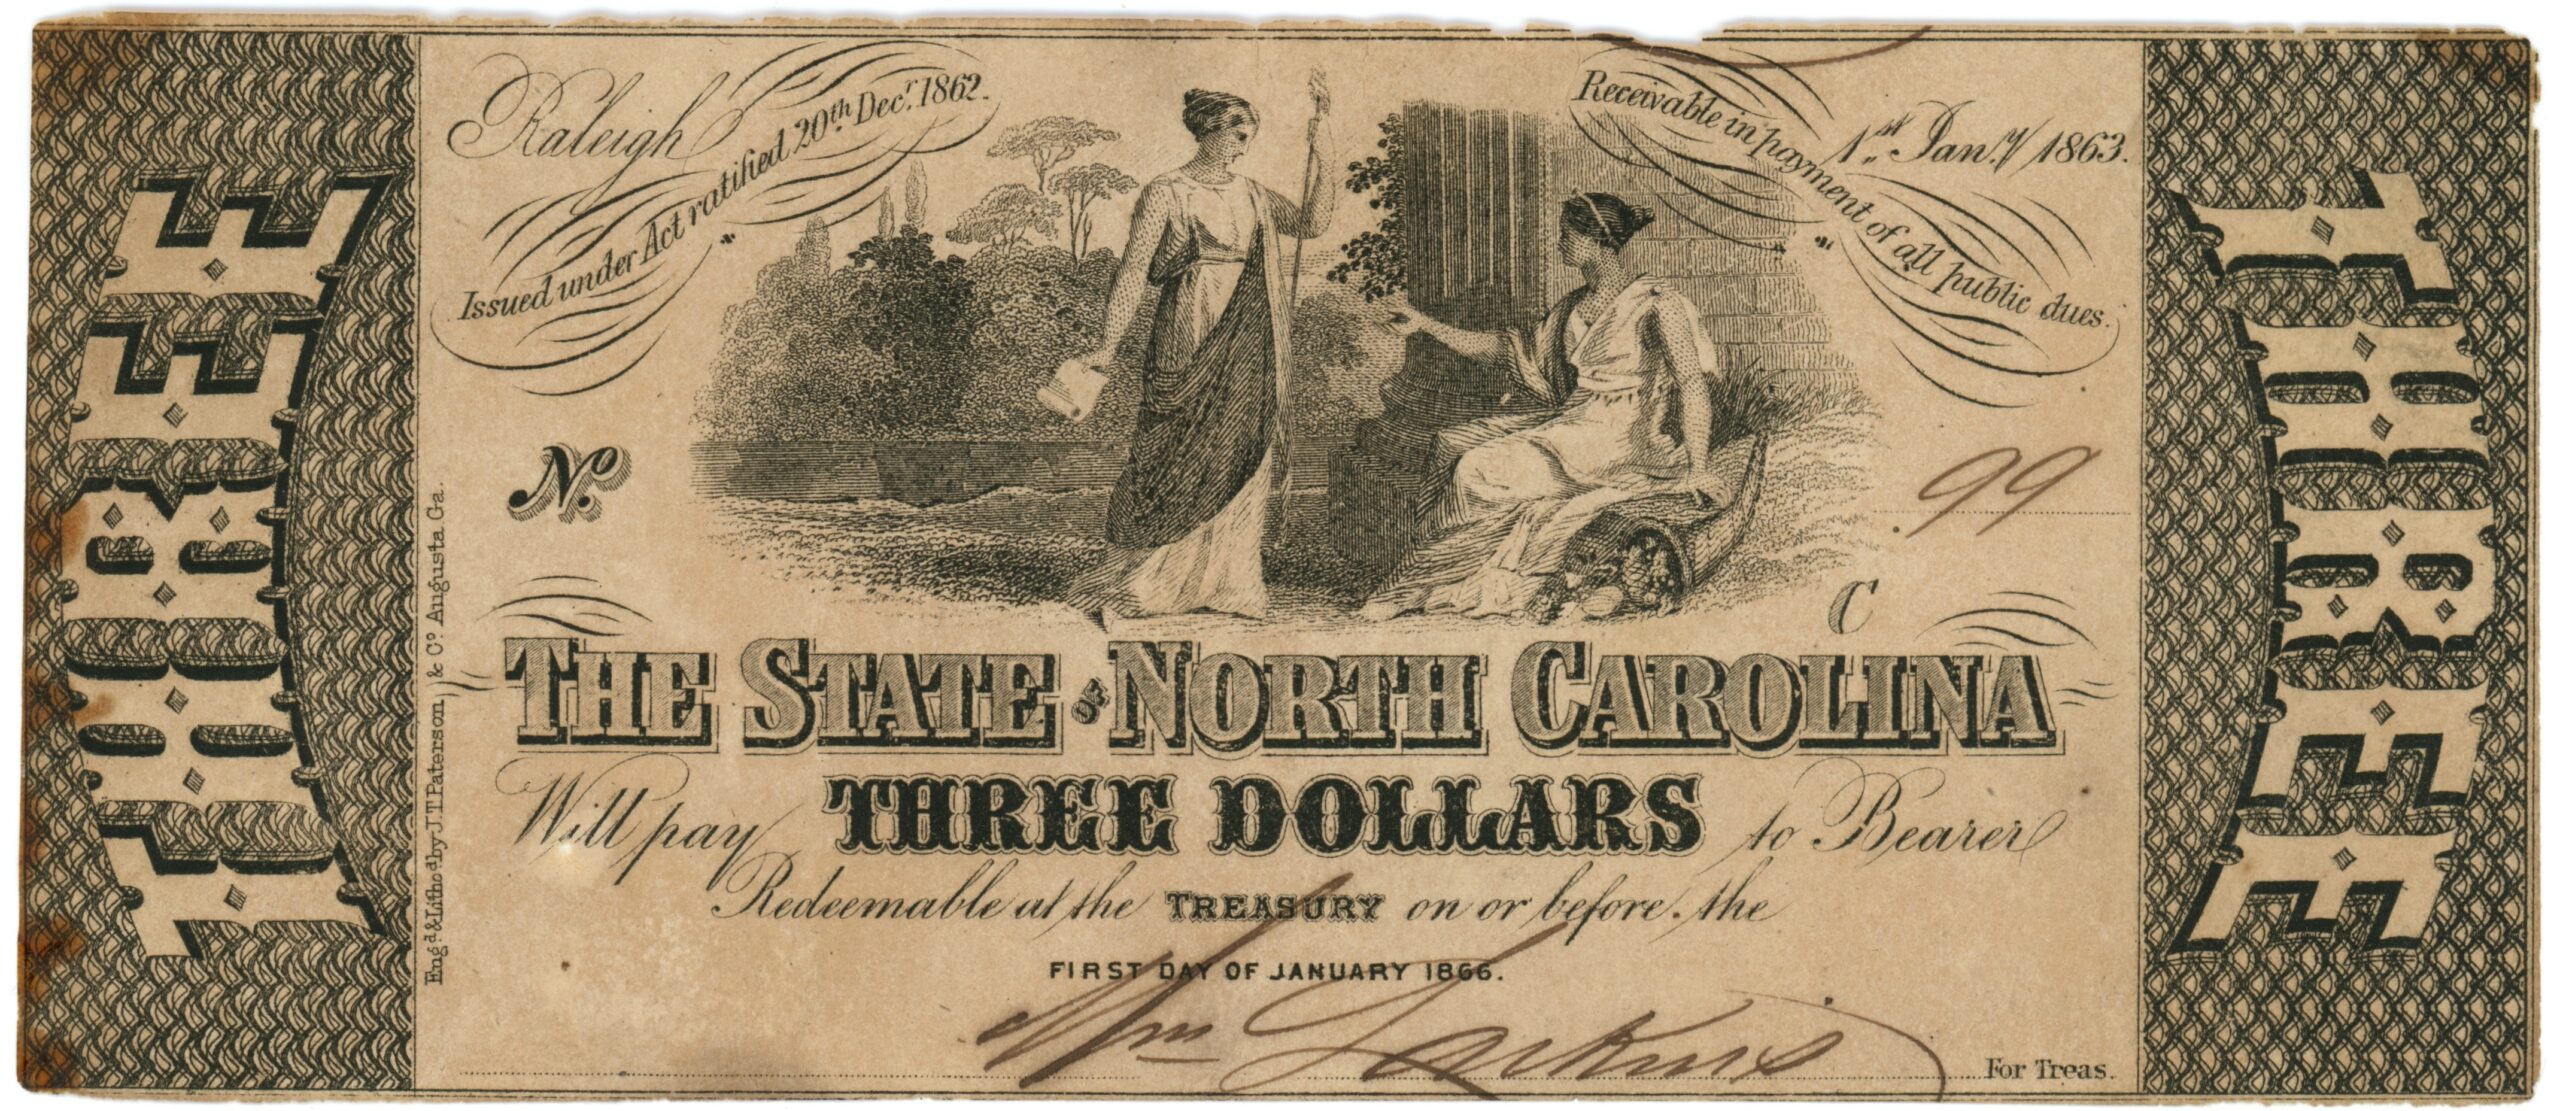 Raleigh
1st Jany 1863.
Issued under Act ratified 20th Decr. 1862.
Receivable in payment of all public dues.
No.
99
C
THE STATE OF NORTH CAROLINA
Will pay THREE DOLLARS to Bearer
Redeemable at the TREASURY on or before the
FIRST DAY OF JANUARY 1866.
For Treas.
THREE
THREE
Engd & Lithod by J.T. Paterson & Co Augusta, Ga.